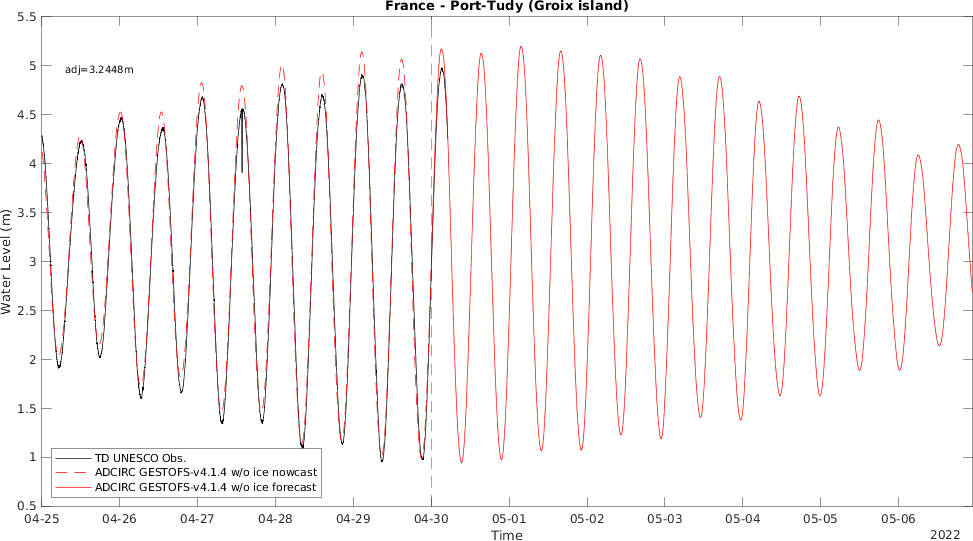 France - Port-Tudy (Groix island)
5.5
5
4.5
4
3.5
3
2.5
2
1.5
1
0.5
Water Level (m)
adj=3.2448m
TD UNESCO Obs.
ADCIRC GESTOFS-v4.1.4 w/o ice nowcast
ADCIRC GESTOFS-v4.1.4 w/o ice forecast
04-25 04-26 04-27 04-28 04-29 04-30 05-01 05-02 05-03 05-04 05-05 05-06
Time
2022